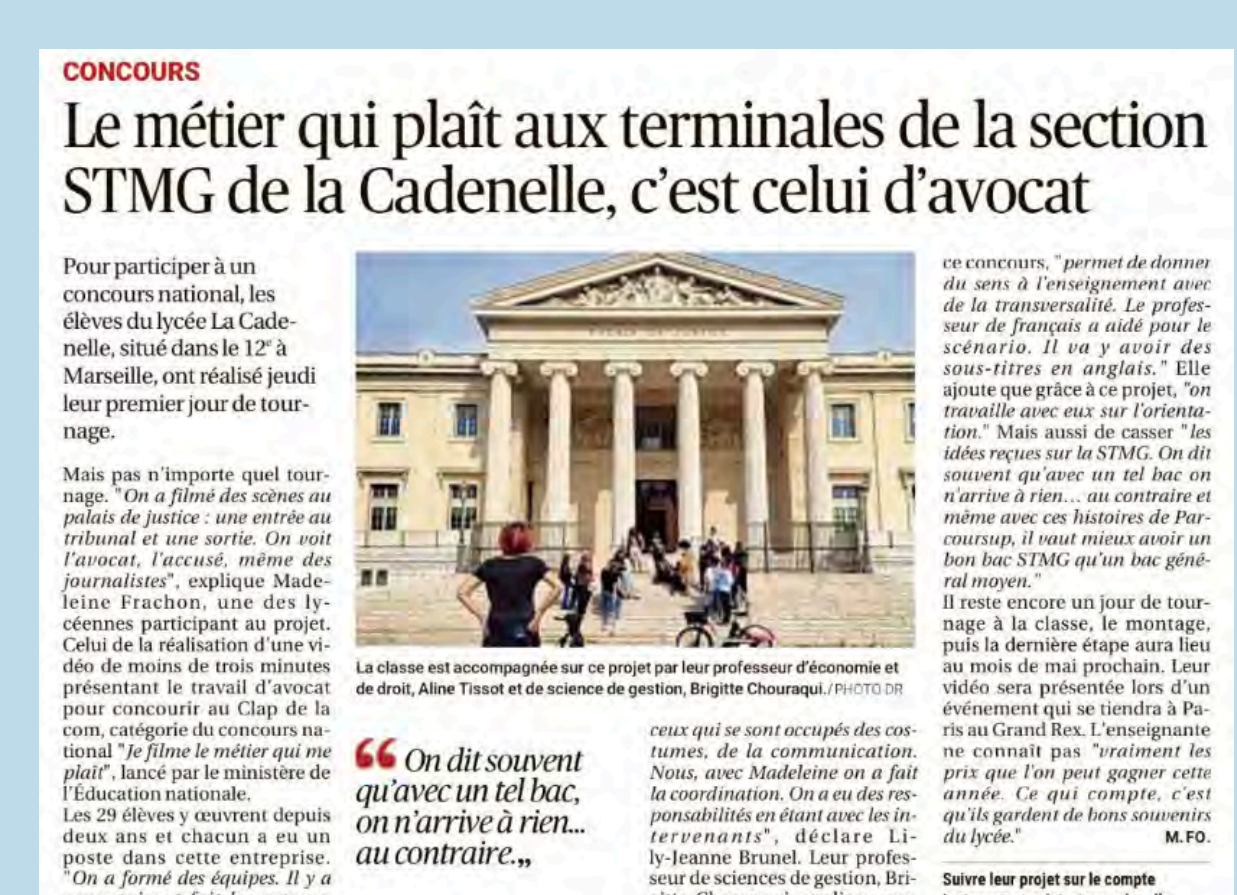 CONCOURS
Le métier qui plaît aux terminales de la section
STMG de la Cadenelle, c'est celui d'avocat
Pour participer à un
concours national, les
élèves du lycée La Cade-
nelle, situé dans le 12e à
Marseille, ont réalisé jeudi
leur premier jour de tour-
nage.
Mais pas n'importe quel tour-
nage. "On a filmé des scènes au
palais de justice : une entrée au
tribunal et une sortie. On voit
l'avocat, l'accusé, même des
journalistes", explique Made-
leine Frachon, une des ly-
céennes participant au projet.
Celui de la réalisation d'une vi-
déo de moins de trois minutes
présentant le travail d'avocat
pour concourir au Clap de la
com, catégorie du concours na-
tional "Je filme le métier qui me
plaît", lancé par le ministère de
l'Éducation nationale.
Les 29 élèves y œuvrent depuis
deux ans et chacun a eu un
poste dans cette entreprise.
"On a formé des équipes. Il y a
PALAIS DE JUSTICE
La classe est accompagnée sur ce projet par leur professeur d'économie et
de droit, Aline Tissot et de science de gestion, Brigitte Chouraqui./PHOTO DR
“ On dit souvent
qu'avec un tel bac,
on n'arrive à rien...
au contraire.„
ceux qui se sont occupés des cos-
tumes, de la communication.
Nous, avec Madeleine on a fait
la coordination. On a eu des res-
ponsabilités en étant avec les in-
tervenants", déclare Li-
ly-Jeanne Brunel. Leur profes-
seur de sciences de gestion, Bri-
ce concours, "permet de donner
du sens à l'enseignement avec
de la transversalité. Le profes-
seur de français a aidé pour le
scénario. Il va y avoir des
sous-titres en anglais." Elle
ajoute que grâce à ce projet, "on
travaille avec eux sur l'orienta-
tion." Mais aussi de casser "les
idées reçues sur la STMG. On dit
souvent qu'avec un tel bac on
n'arrive à rien… au contraire et
même avec ces histoires de Par-
coursup, il vaut mieux avoir un
bon bac STMG qu'un bac géné-
ral moyen."
Il reste encore un jour de tour-
nage à la classe, le montage,
puis la dernière étape aura lieu
au mois de mai prochain. Leur
vidéo sera présentée lors d'un
événement qui se tiendra à Pa-
ris au Grand Rex. L'enseignante
ne connaît pas "vraiment les
prix que l'on peut gagner cette
année. Ce qui compte, c'est
qu'ils gardent de bons souvenirs
du lycée." M.FO.
Suivre leur projet sur le compte